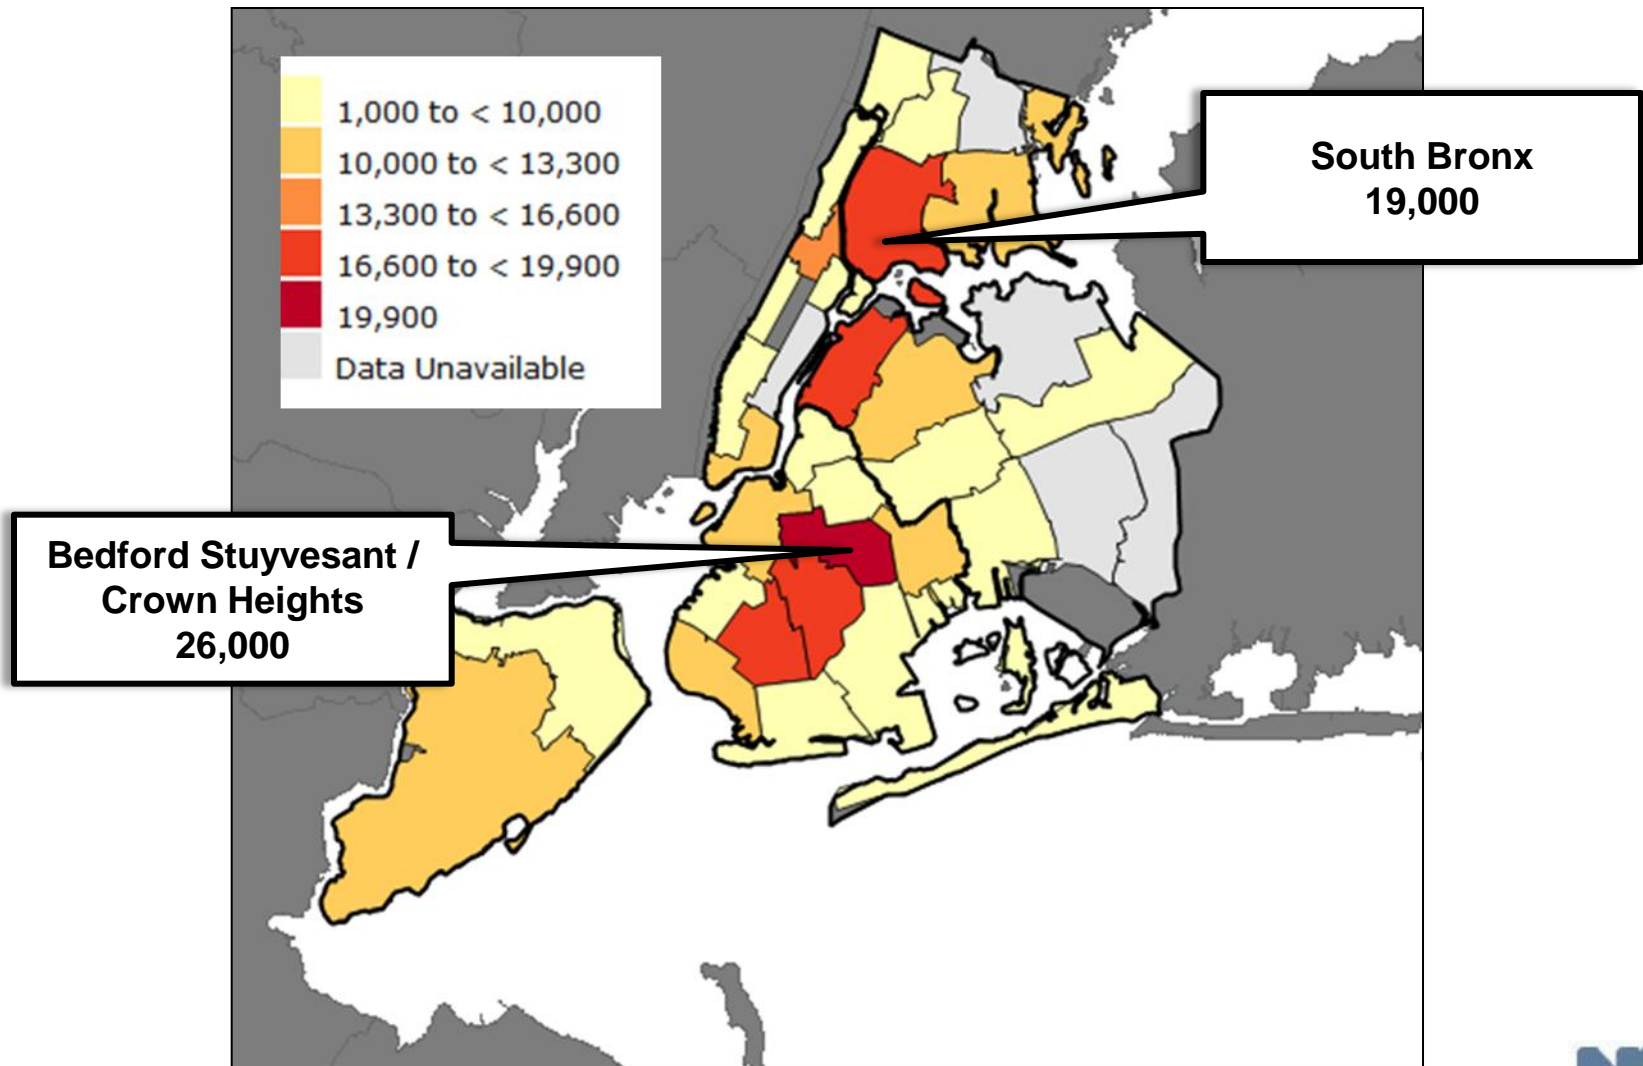 1,000 to < 10,000
10,000 to < 13,300
13,300 to < 16,600
16,600 to < 19,900
19,900
Data Unavailable
South Bronx
19,000
Bedford Stuyvesant /
Crown Heights
26,000